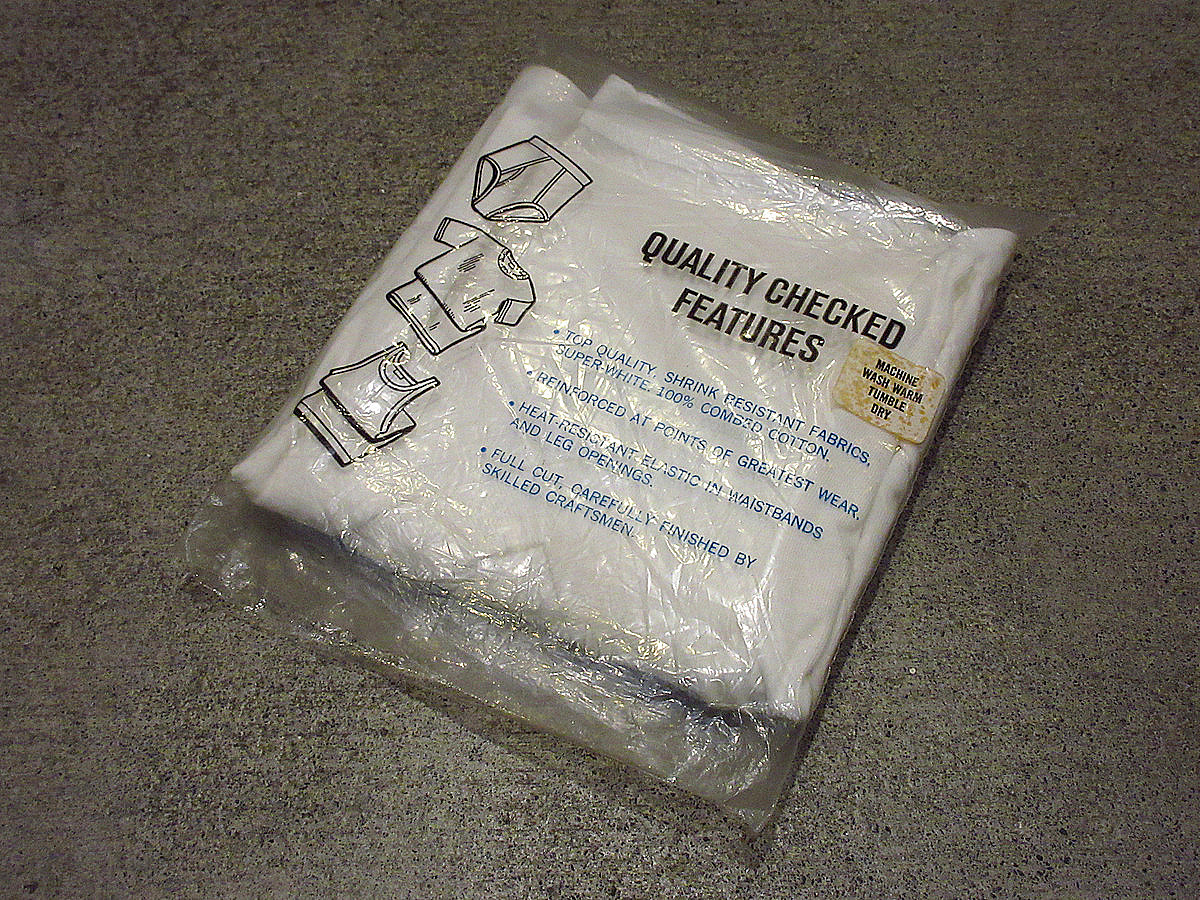 QUALITY CHECKED
FEATURES
• TOP QUALITY, SHRINK RESISTANT FABRICS,
SUPER-WHITE, 100% COMBED COTTON.
• REINFORCED AT POINTS OF GREATEST WEAR.
• HEAT-RESISTANT ELASTIC IN WAISTBANDS
AND LEG OPENINGS.
• FULL CUT, CAREFULLY FINISHED BY
SKILLED CRAFTSMEN.
MACHINE
WASH WARM
TUMBLE
DRY.